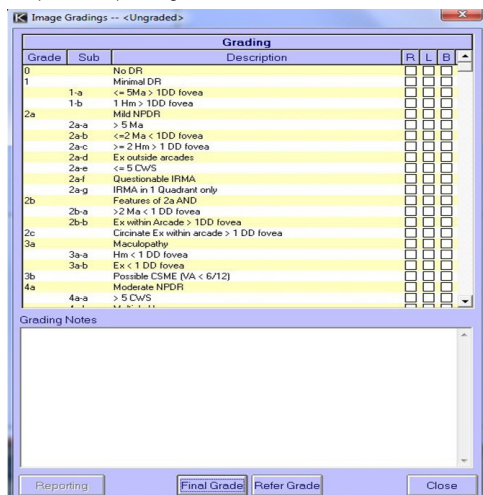 Image Gradings -- <Ungraded>
Grading
Grade Sub Description R L B
0 No DR
1 Minimal DR
1-a <= 5Ma > 1DD fovea
1-b 1 Hm > 1DD fovea
2a Mild NPDR
2a-a > 5 Ma
2a-b <=2 Ma < 1DD fovea
2a-c >= 2 Hm > 1 DD fovea
2a-d Ex outside arcades
2a-e <= 5 CWS
2a-f Questionable IRMA
2a-g IRMA in 1 Quadrant only
2b Features of 2a AND
2b-a >2 Ma < 1 DD fovea
2b-b Ex within Arcade > 1DD fovea
2c Circinate Ex within arcade > 1 DD fovea
3a Maculopathy
3a-a Hm < 1 DD fovea
3a-b Ex < 1 DD fovea
3b Possible CSME (VA < 6/12)
4a Moderate NPDR
4a-a > 5 CWS
Grading Notes
Reporting Final Grade Refer Grade Close